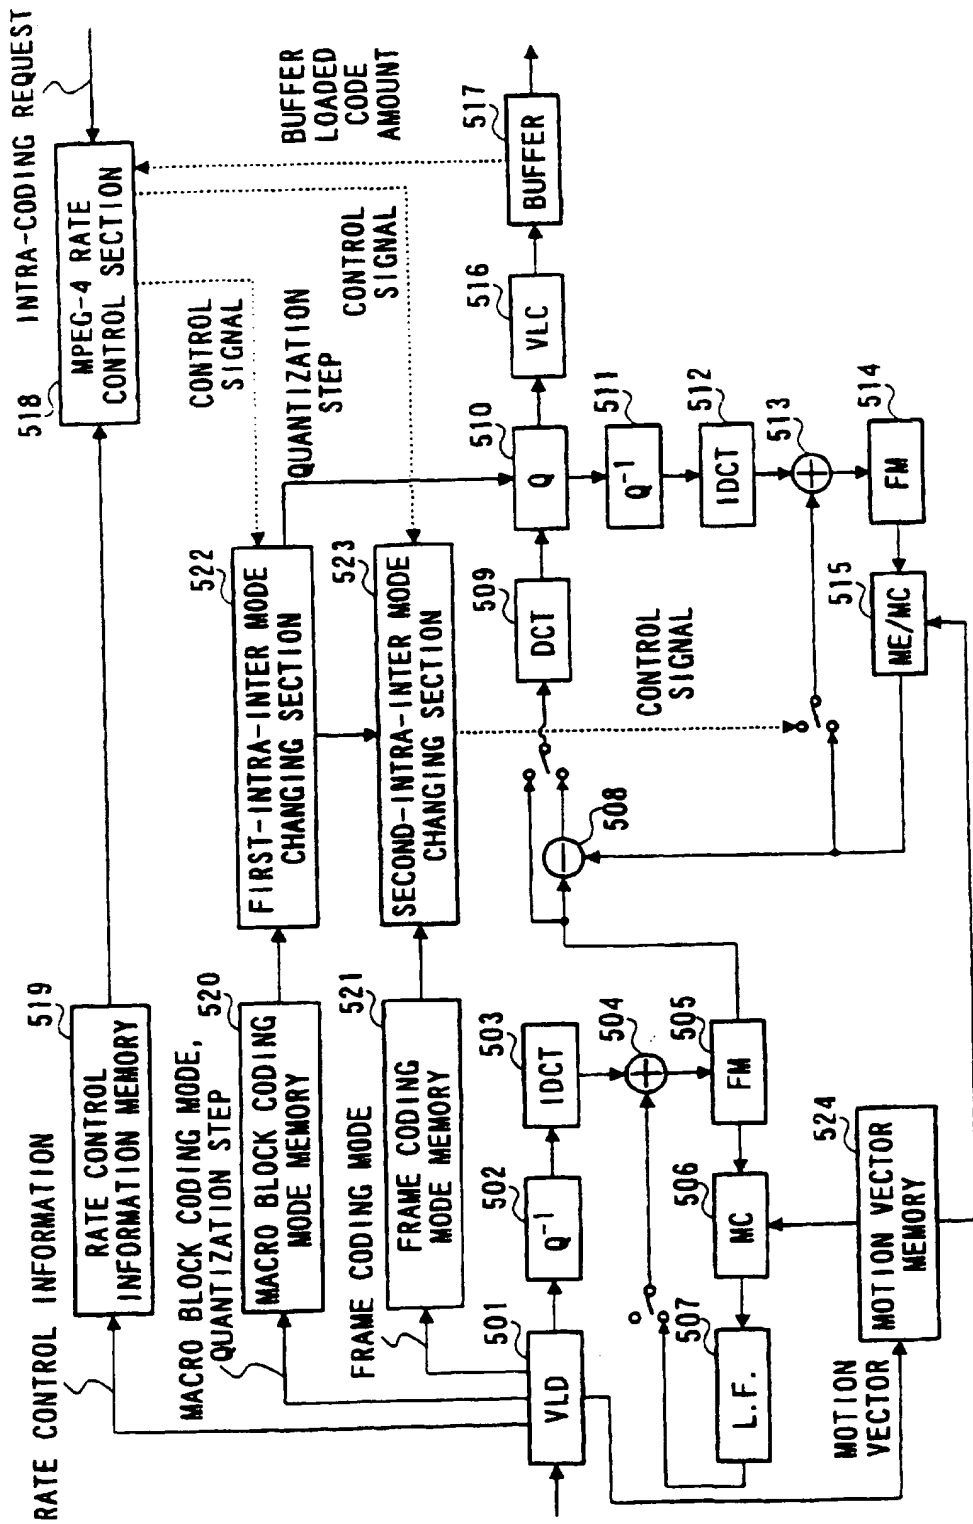 RATE CONTROL INFORMATION
519
RATE CONTROL
INFORMATION MEMORY
518
MPEG-4 RATE
CONTROL SECTION
INTRA-CODING REQUEST
MACRO BLOCK CODING MODE,
QUANTIZATION STEP
520
MACRO BLOCK CODING
MODE MEMORY
522
FIRST-INTRA-INTER MODE
CHANGING SECTION
CONTROL
SIGNAL
BUFFER
LOADED
CODE
AMOUNT
QUANTIZATION
STEP
FRAME CODING MODE
521
FRAME CODING
MODE MEMORY
523
SECOND-INTRA-INTER MODE
CHANGING SECTION
CONTROL
SIGNAL
501
VLD
502
Q-1
503
IDCT
504
505
FM
506
MC
507
L.F.
508
509
DCT
510
Q
516
VLC
517
BUFFER
511
Q-1
512
IDCT
513
514
FM
515
ME/MC
CONTROL
SIGNAL
MOTION
VECTOR
524
MOTION VECTOR
MEMORY